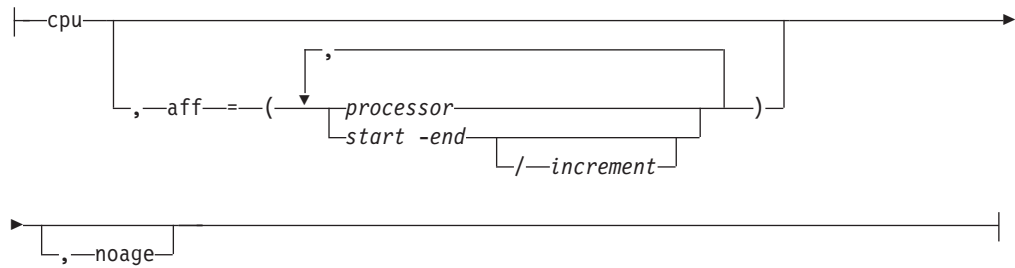 cpu
,
, aff = ( processor )
start -end
/ increment
, noage